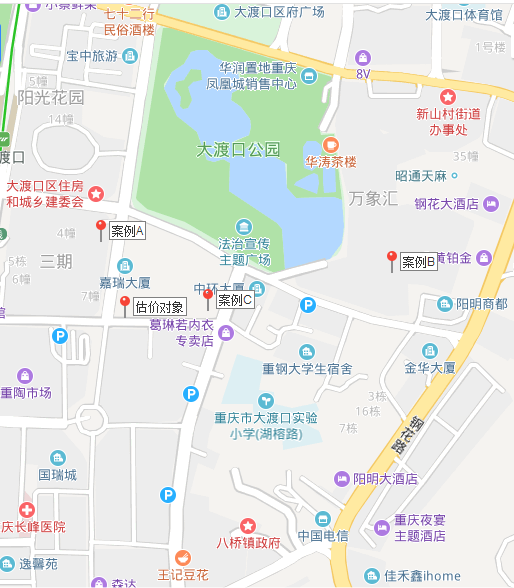 小蔡鲜菜
七十二行
民俗酒楼
大渡口区府广场
大渡口体育馆
1号楼
宝中旅游
华润置地重庆
凤凰城销售中心
8V
5幢
阳光花园
14幢
新山村街道
办事处
大渡口公园
华涛茶楼
35幢
渡口
昭通天麻
大渡口区住房
和城乡建委会
万象汇
钢花大酒店
案例A
4幢
法治宣传
主题广场
5栋
三期
6栋
嘉瑞大厦
案例B
黄铂金
中环大厦
7幢
估价对象
案例C
P
阳明商都
馆
葛琳若内衣
专卖店
P
重钢大学生宿舍
金华大厦
重陶市场
P
3栋
16栋
7栋
重庆市大渡口实验
小学(湖榕路)
钢花路
国瑞城
阳明大酒店
P
庆长峰医院
八桥镇政府
中国电信
重庆夜宴
主题酒店
逸馨苑
王记豆花
森达
佳禾鑫ihome